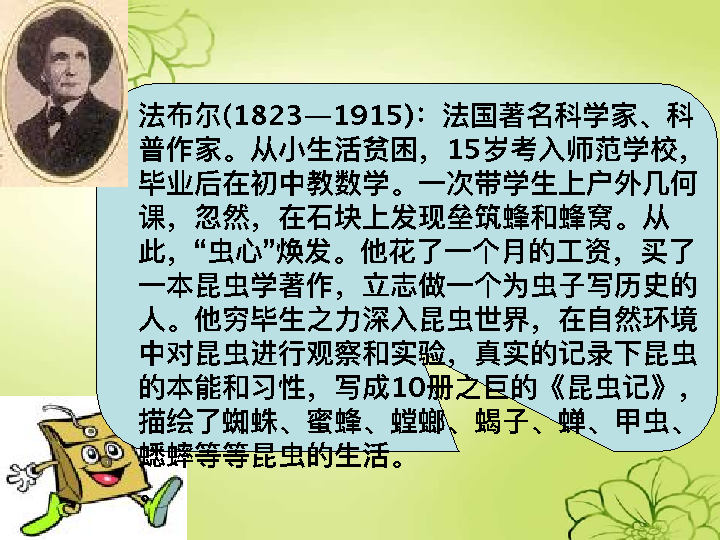 法布尔(1823—1915)：法国著名科学家、科
普作家。从小生活贫困，15岁考入师范学校，
毕业后在初中教数学。一次带学生上户外几何
课，忽然，在石块上发现垒筑蜂和蜂窝。从
此，“虫心”焕发。他花了一个月的工资，买了
一本昆虫学著作，立志做一个为虫子写历史的
人。他穷毕生之力深入昆虫世界，在自然环境
中对昆虫进行观察和实验，真实的记录下昆虫
的本能和习性，写成10册之巨的《昆虫记》，
描绘了蜘蛛、蜜蜂、螳螂、蝎子、蝉、甲虫、
蟋蟀等等昆虫的生活。
。